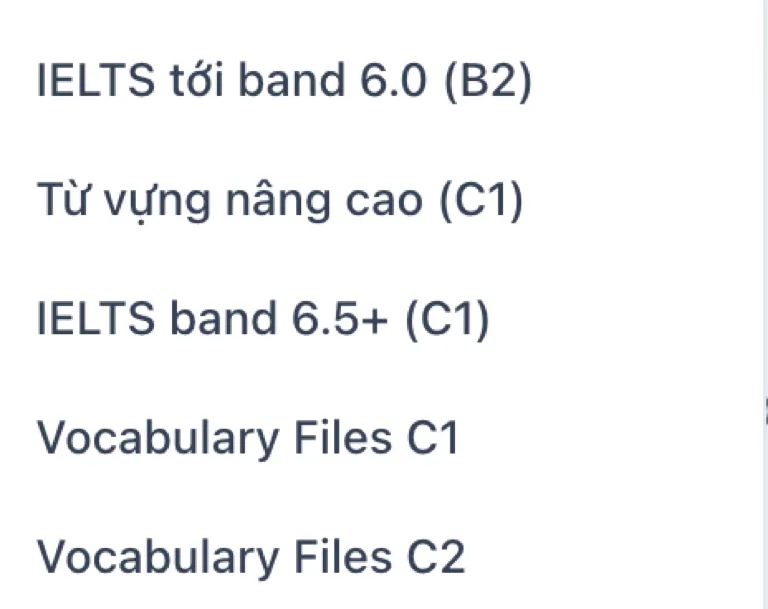 IELTS tới band 6.0 (B2)
Từ vựng nâng cao (C1)
IELTS band 6.5+ (C1)
Vocabulary Files C1
Vocabulary Files C2